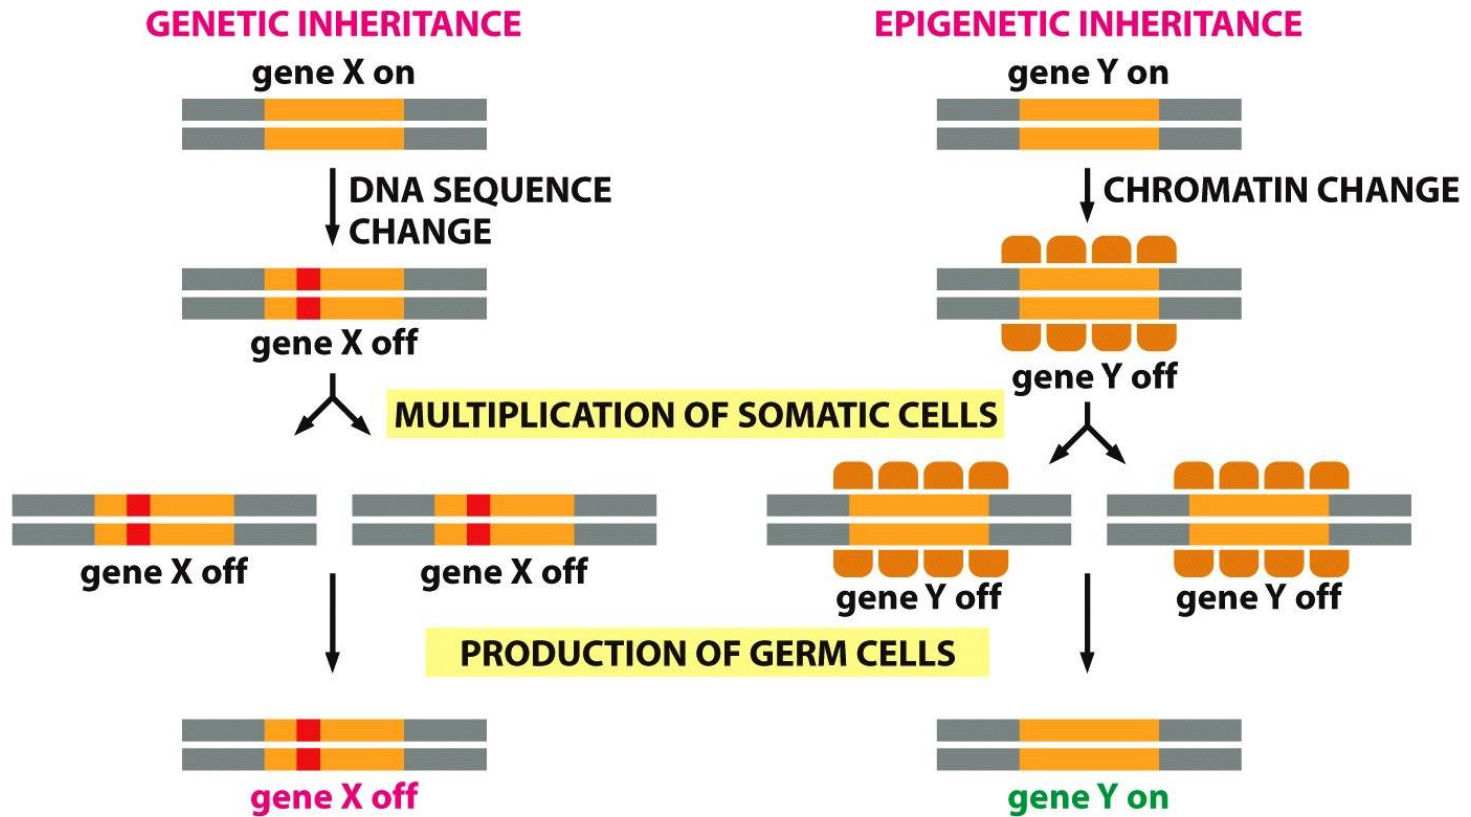 GENETIC INHERITANCE
gene X on
DNA SEQUENCE
CHANGE
gene X off
EPIGENETIC INHERITANCE
gene Y on
CHROMATIN CHANGE
gene Y off
MULTIPLICATION OF SOMATIC CELLS
gene X off
gene X off
gene Y off
gene Y off
PRODUCTION OF GERM CELLS
gene X off
gene Y on